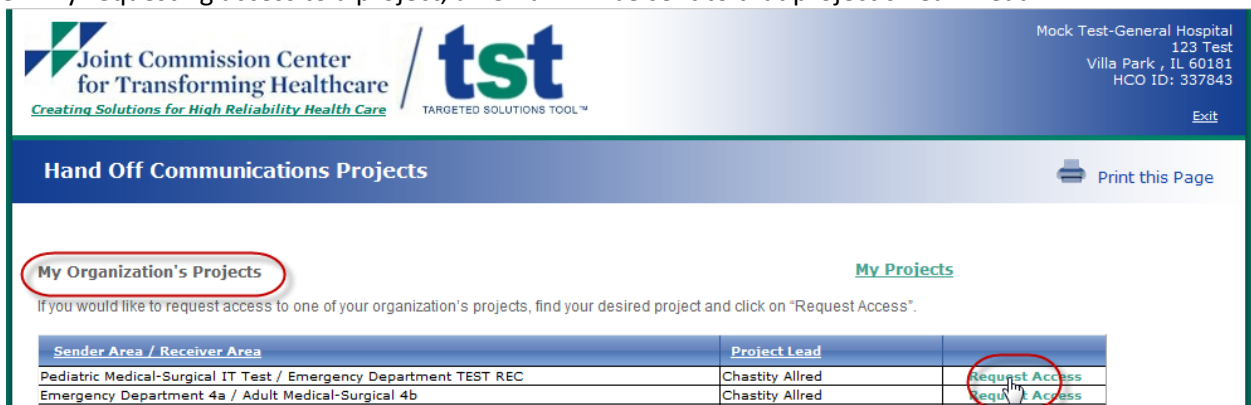 Joint Commission Center
for Transforming Healthcare
Creating Solutions for High Reliability Health Care
tst
TARGETED SOLUTIONS TOOL™
Mock Test-General Hospital
123 Test
Villa Park , IL 60181
HCO ID: 337843
Exit
Hand Off Communications Projects
Print this Page
My Organization's Projects
My Projects
If you would like to request access to one of your organization's projects, find your desired project and click on "Request Access".
Sender Area / Receiver Area Project Lead
Pediatric Medical-Surgical IT Test / Emergency Department TEST REC Chastity Allred Request Access
Emergency Department 4a / Adult Medical-Surgical 4b Chastity Allred Request Access